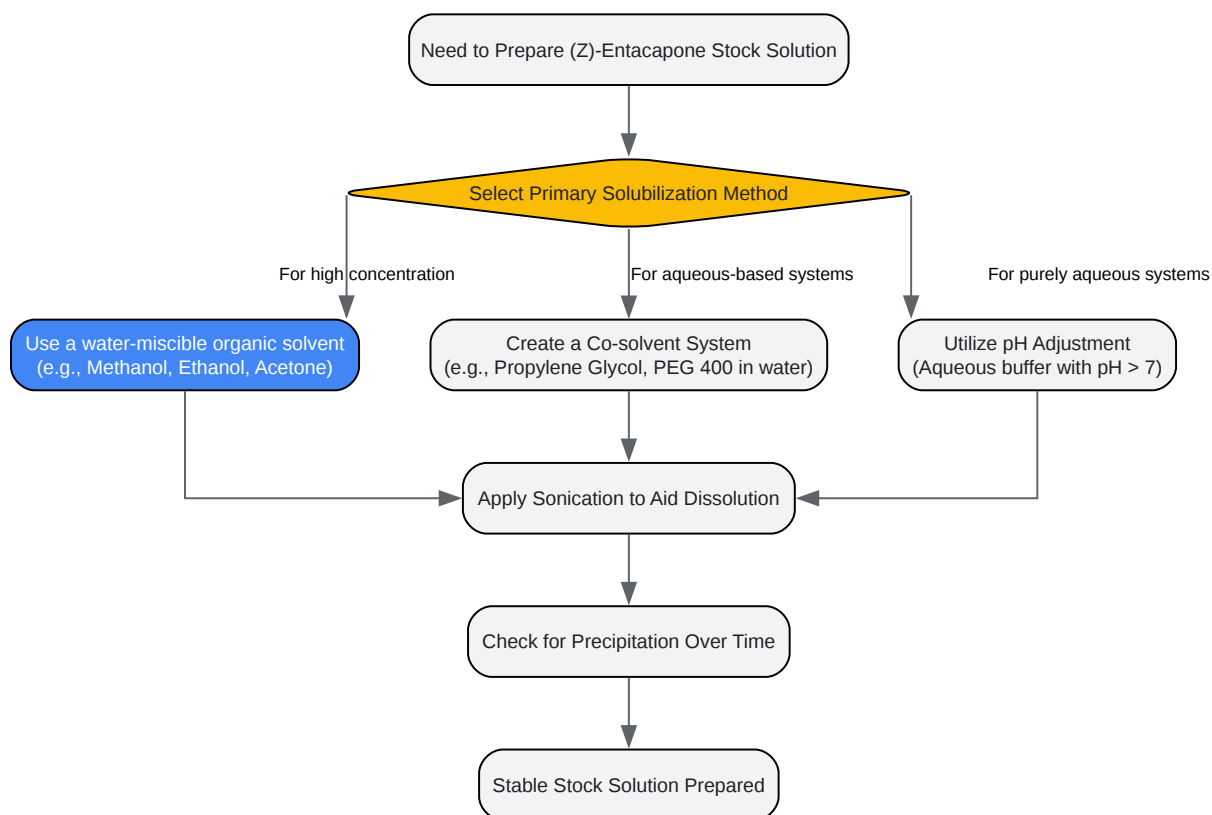 Need to Prepare (Z)-Entacapone Stock Solution
Select Primary Solubilization Method
For high concentration
For aqueous-based systems
For purely aqueous systems
Use a water-miscible organic solvent
(e.g., Methanol, Ethanol, Acetone)
Create a Co-solvent System
(e.g., Propylene Glycol, PEG 400 in water)
Utilize pH Adjustment
(Aqueous buffer with pH > 7)
Apply Sonication to Aid Dissolution
Check for Precipitation Over Time
Stable Stock Solution Prepared